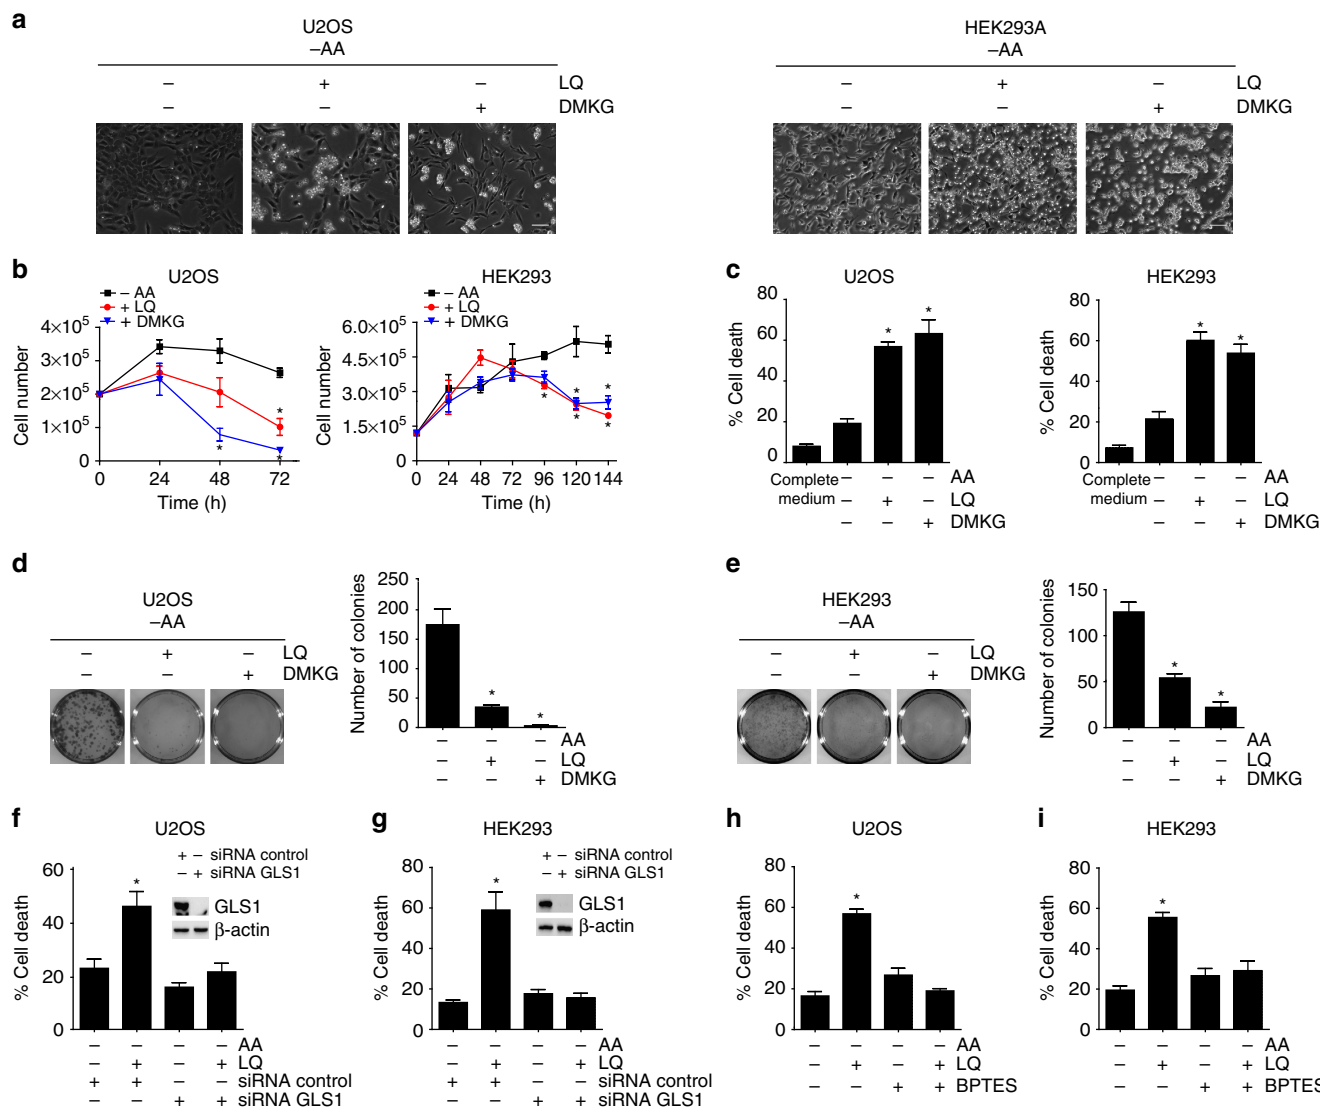 a
U2OS
–AA
– + – LQ
– – + DMKG
HEK293A
–AA
– + – LQ
– – + DMKG
b
U2OS
– AA
+ LQ
+ DMKG
Cell number
4×10⁵
3×10⁵
2×10⁵
1×10⁵
0
* * *
0 24 48 72
Time (h)
HEK293
– AA
+ LQ
+ DMKG
Cell number
6.0×10⁵
4.5×10⁵
3.0×10⁵
1.5×10⁵
0
* * * * *
0 24 48 72 96 120 144
Time (h)
c
U2OS
% Cell death
80
60
40
20
0
* *
Complete medium – – – AA
– – + – LQ
– – – + DMKG
HEK293
% Cell death
80
60
40
20
0
* *
Complete medium – – – AA
– – + – LQ
– – – + DMKG
d
U2OS
–AA
– + – LQ
– – + DMKG
Number of colonies
250
200
150
100
50
0
* *
– – – AA
– + – LQ
– – + DMKG
e
HEK293
–AA
– + – LQ
– – + DMKG
Number of colonies
150
100
50
0
* *
– – – AA
– + – LQ
– – + DMKG
f
U2OS
+ – siRNA control
– + siRNA GLS1
GLS1
β-actin
% Cell death
60
40
20
0
*
– – – – AA
– + – + LQ
+ + – – siRNA control
– – + + siRNA GLS1
g
HEK293
+ – siRNA control
– + siRNA GLS1
GLS1
β-actin
% Cell death
80
60
40
20
0
*
– – – – AA
– + – + LQ
+ + – – siRNA control
– – + + siRNA GLS1
h
U2OS
% Cell death
80
60
40
20
0
*
– – – – AA
– + – + LQ
– – + + BPTES
i
HEK293
% Cell death
80
60
40
20
0
*
– – – – AA
– + – + LQ
– – + + BPTES